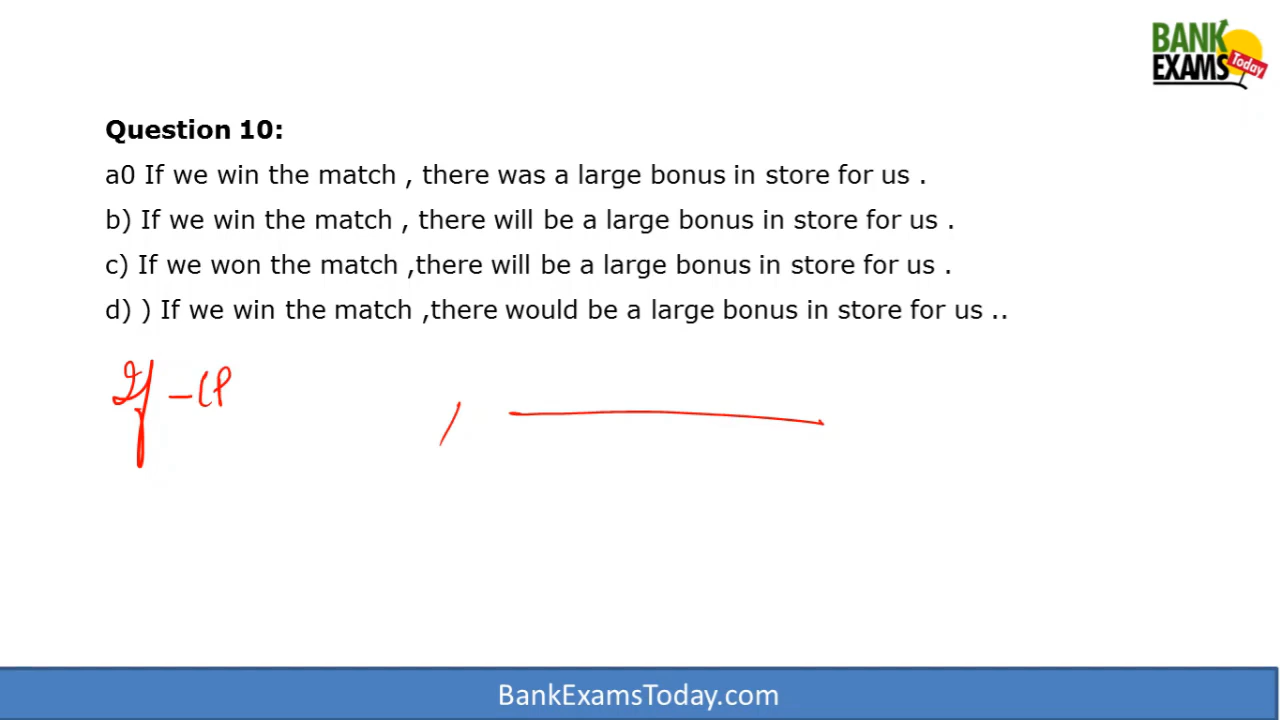 BANK
EXAMS Today
Question 10:
a0 If we win the match , there was a large bonus in store for us .
b) If we win the match , there will be a large bonus in store for us .
c) If we won the match ,there will be a large bonus in store for us .
d) ) If we win the match ,there would be a large bonus in store for us ..
If –
,
BankExamsToday.com